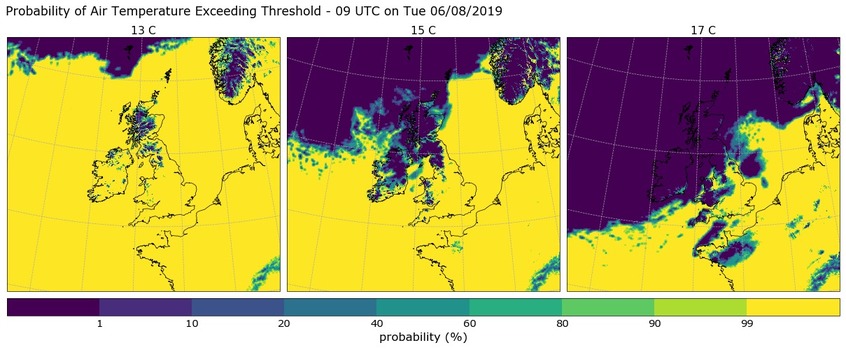 Probability of Air Temperature Exceeding Threshold - 09 UTC on Tue 06/08/2019
13 C
15 C
17 C
1 10 20 40 60 80 90 99
probability (%)